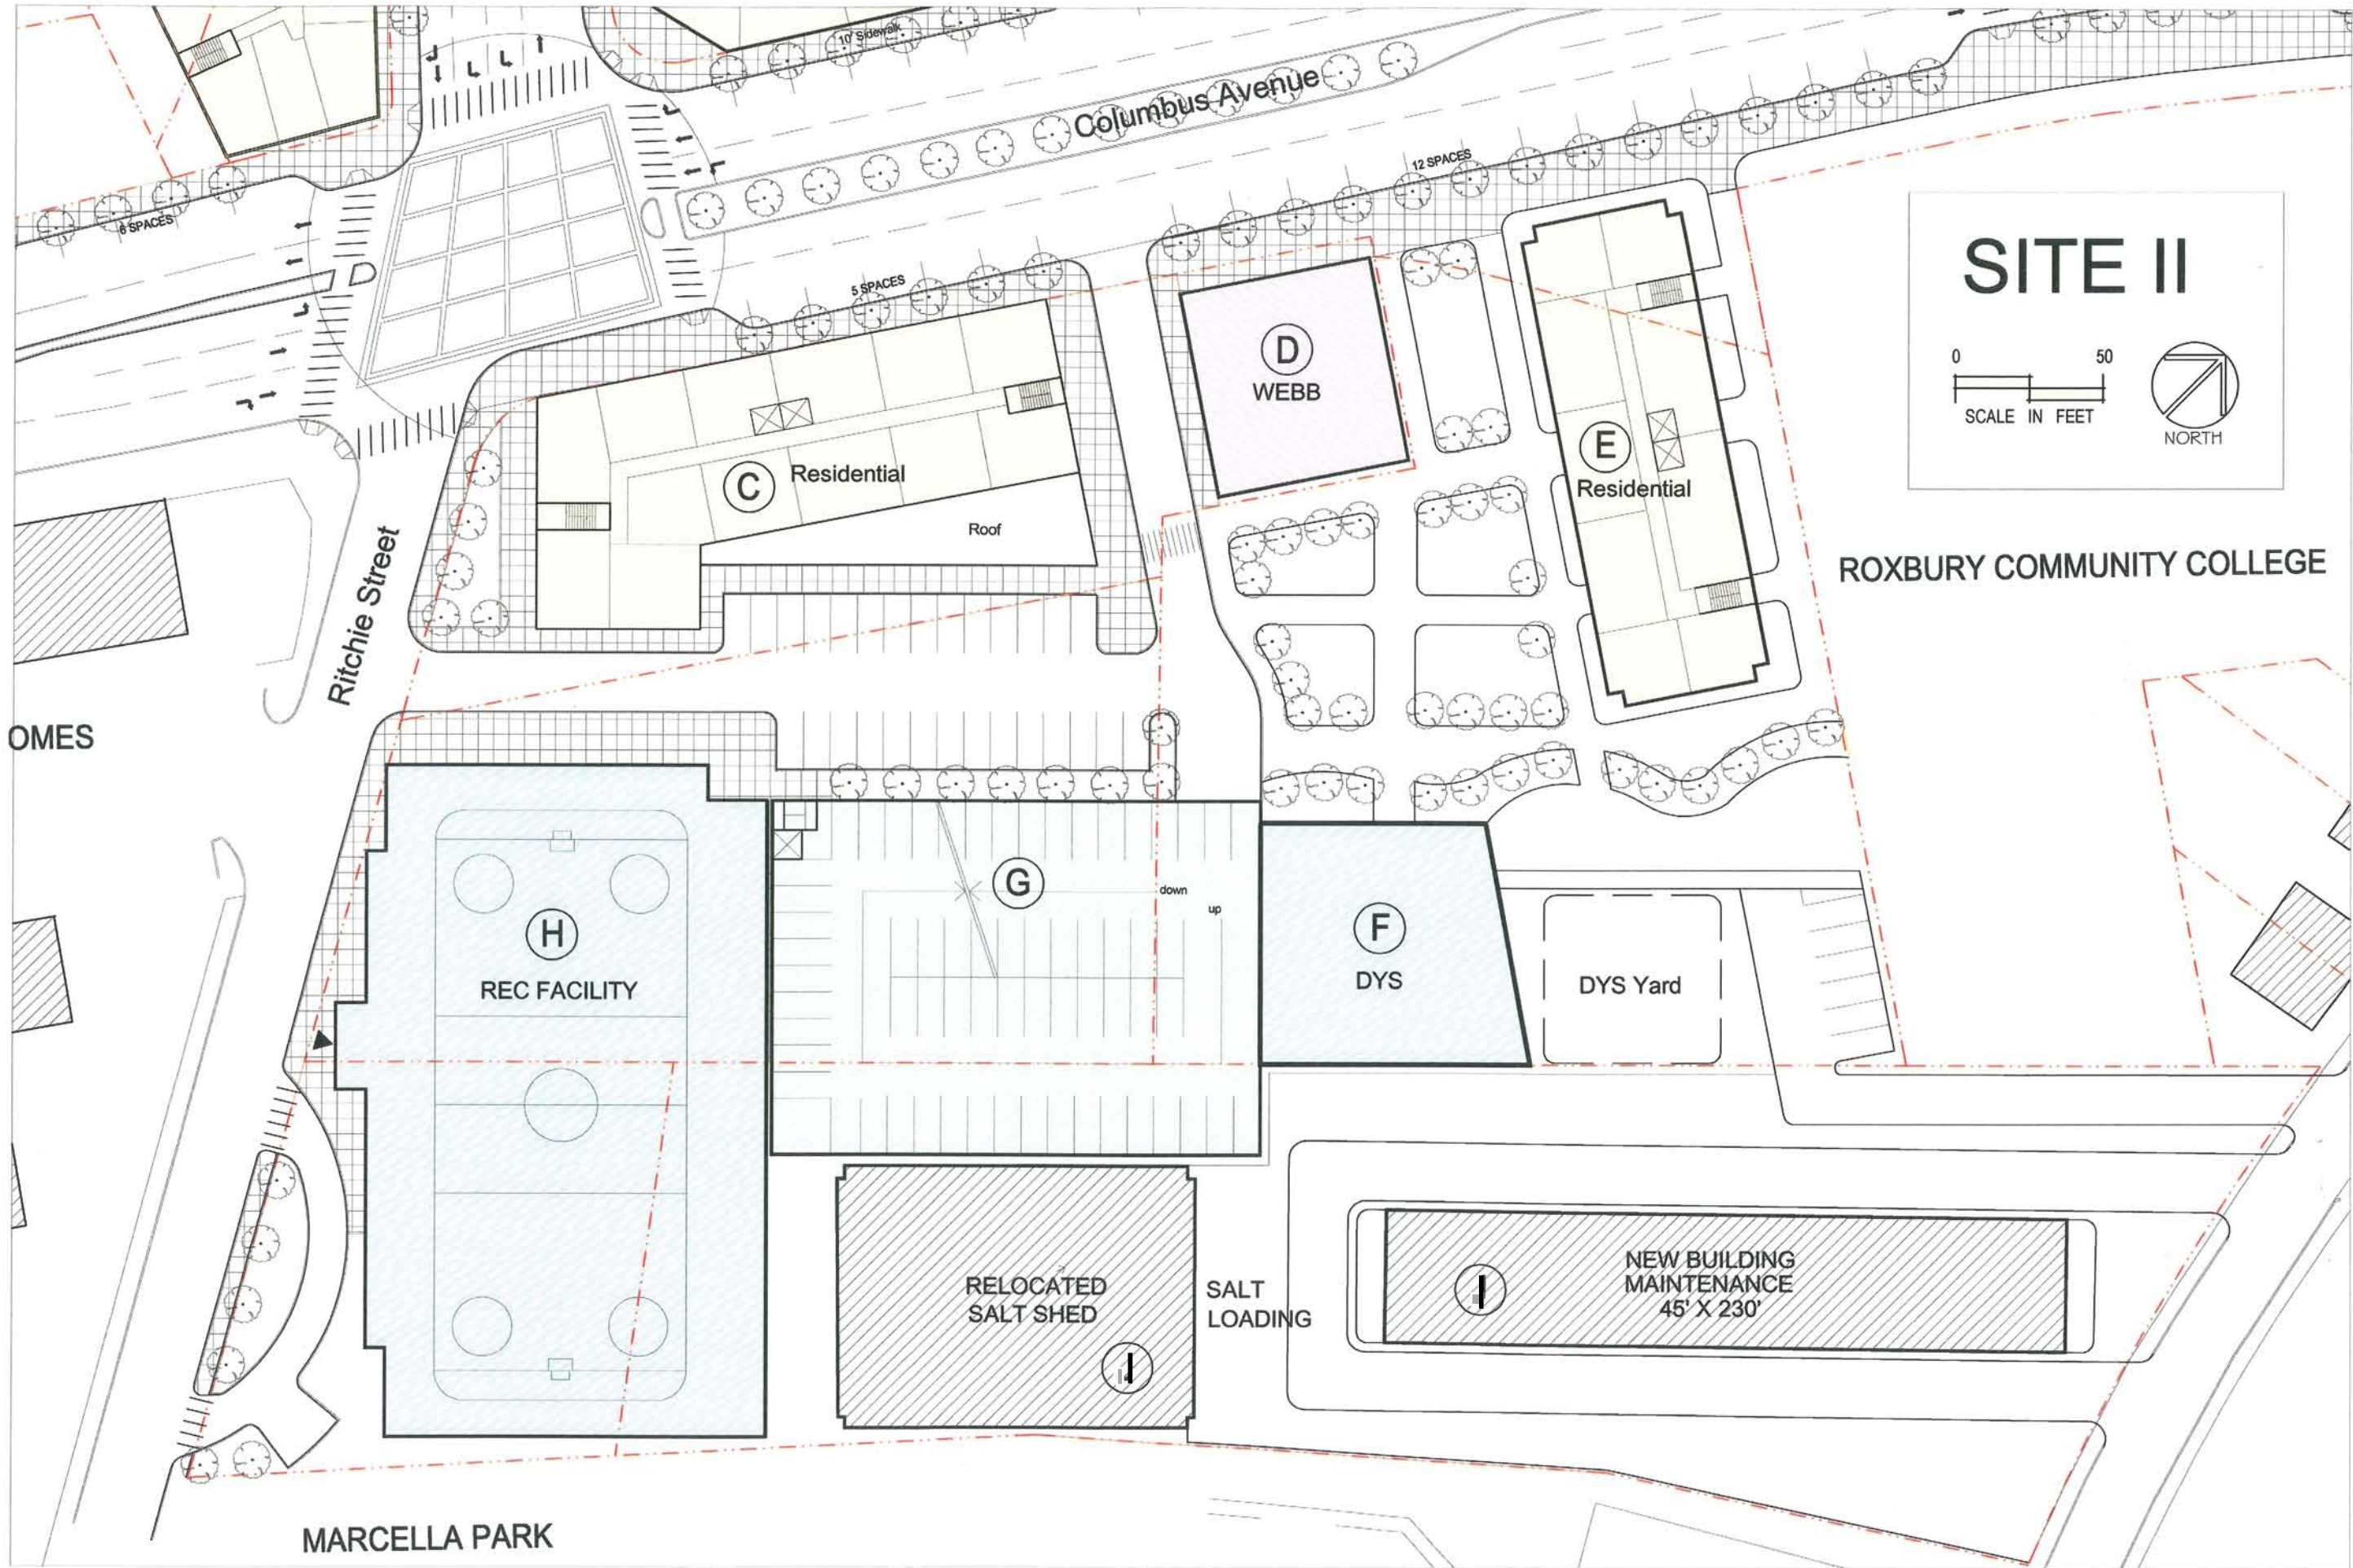 10' Sidewalk
Columbus Avenue
12 SPACES
6 SPACES
5 SPACES
SITE II
0 50
SCALE IN FEET
NORTH
D
WEBB
E
Residential
C
Residential
Roof
Ritchie Street
ROXBURY COMMUNITY COLLEGE
OMES
G
down
up
H
REC FACILITY
F
DYS
DYS Yard
RELOCATED
SALT SHED
SALT
LOADING
NEW BUILDING
MAINTENANCE
45' X 230'
MARCELLA PARK